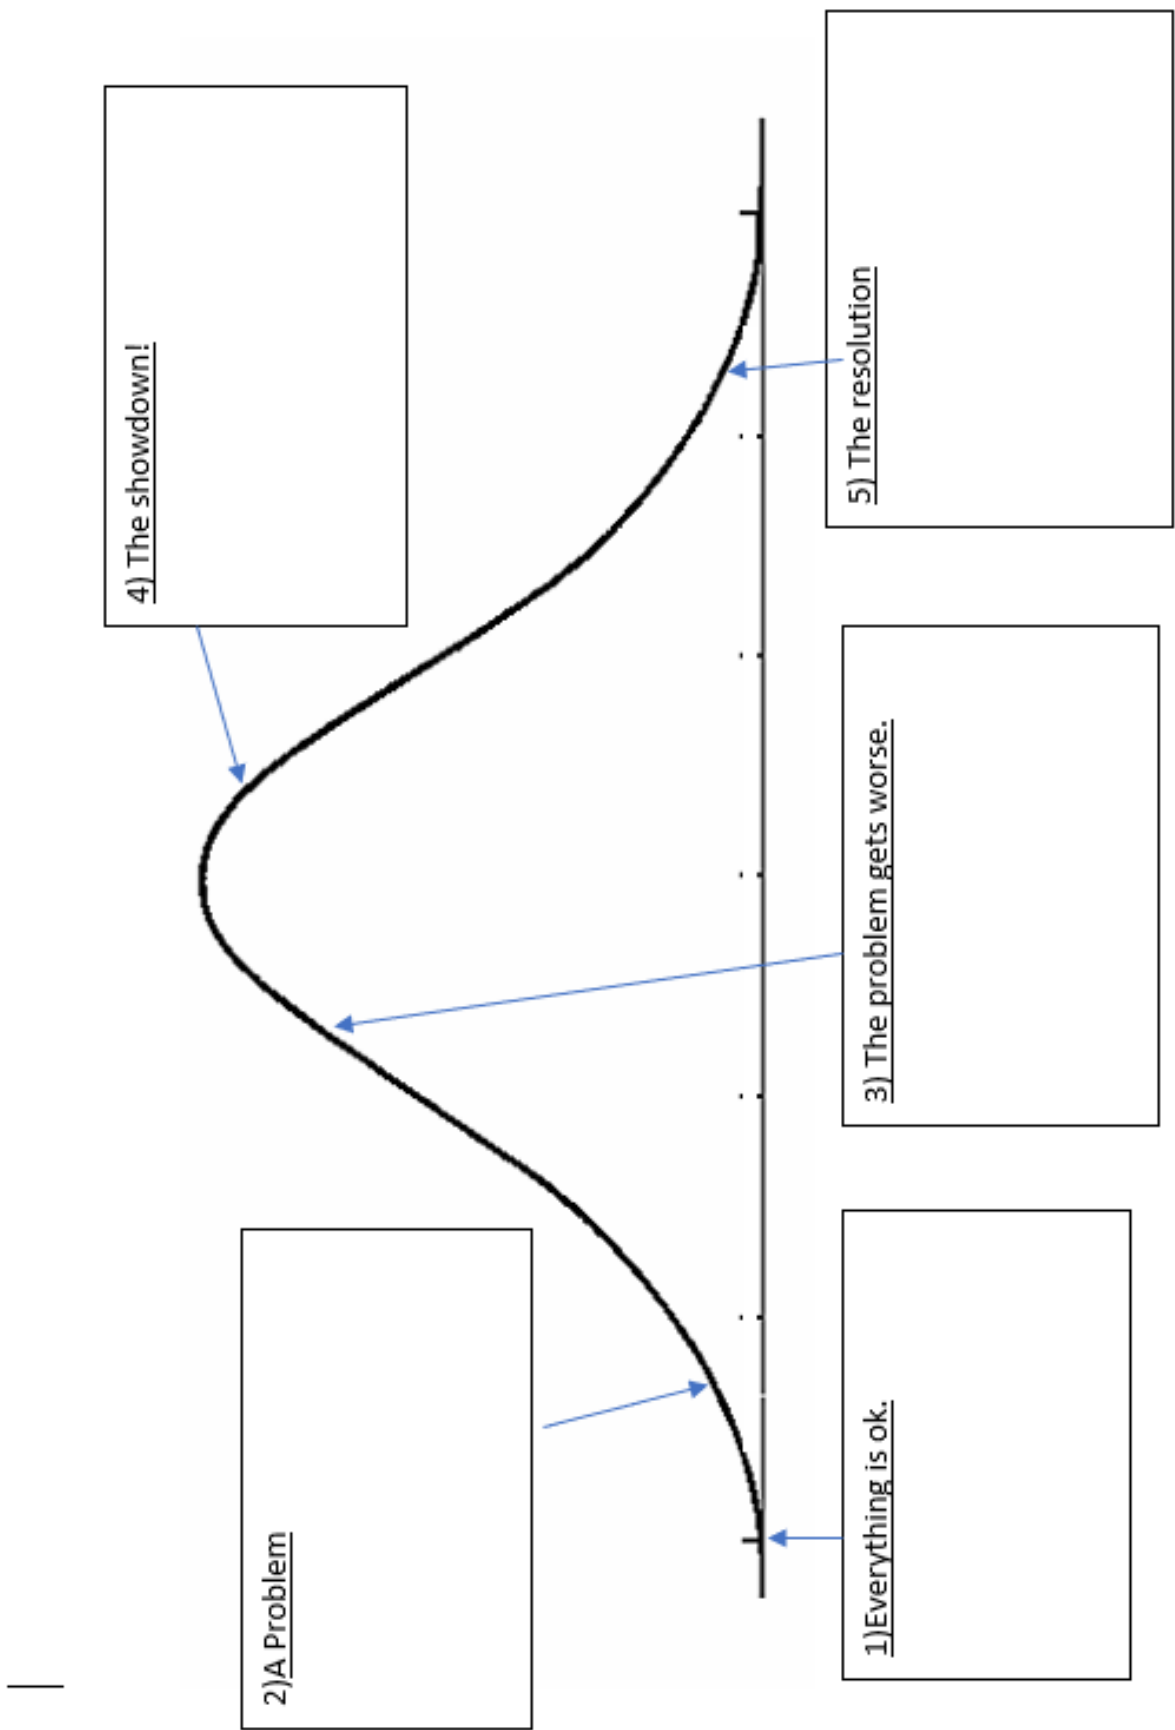 1)Everything is ok.
2)A Problem
3) The problem gets worse.
4) The showdown!
5) The resolution